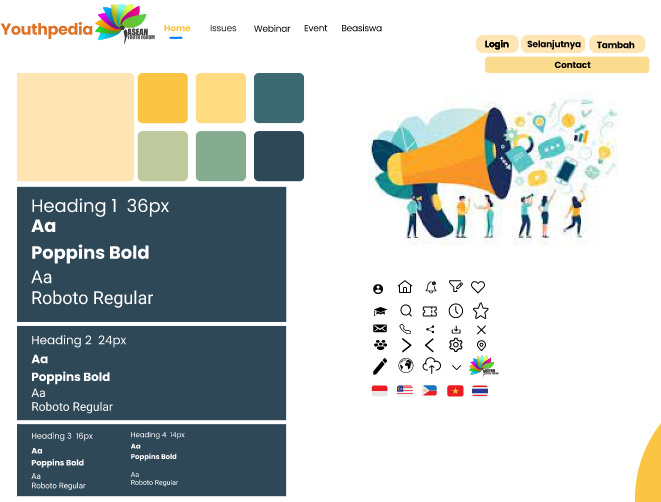 Youthpedia
ASEAN
YOUTH FORUM
Home Issues Webinar Event Beasiswa
Login Selanjutnya Tambah
Contact
Heading 1 36px
Aa
Poppins Bold
Aa
Roboto Regular
Heading 2 24px
Aa
Poppins Bold
Aa
Roboto Regular
Heading 3 16px
Aa
Poppins Bold
Aa
Roboto Regular
Heading 4 14px
Aa
Poppins Bold
Aa
Roboto Regular